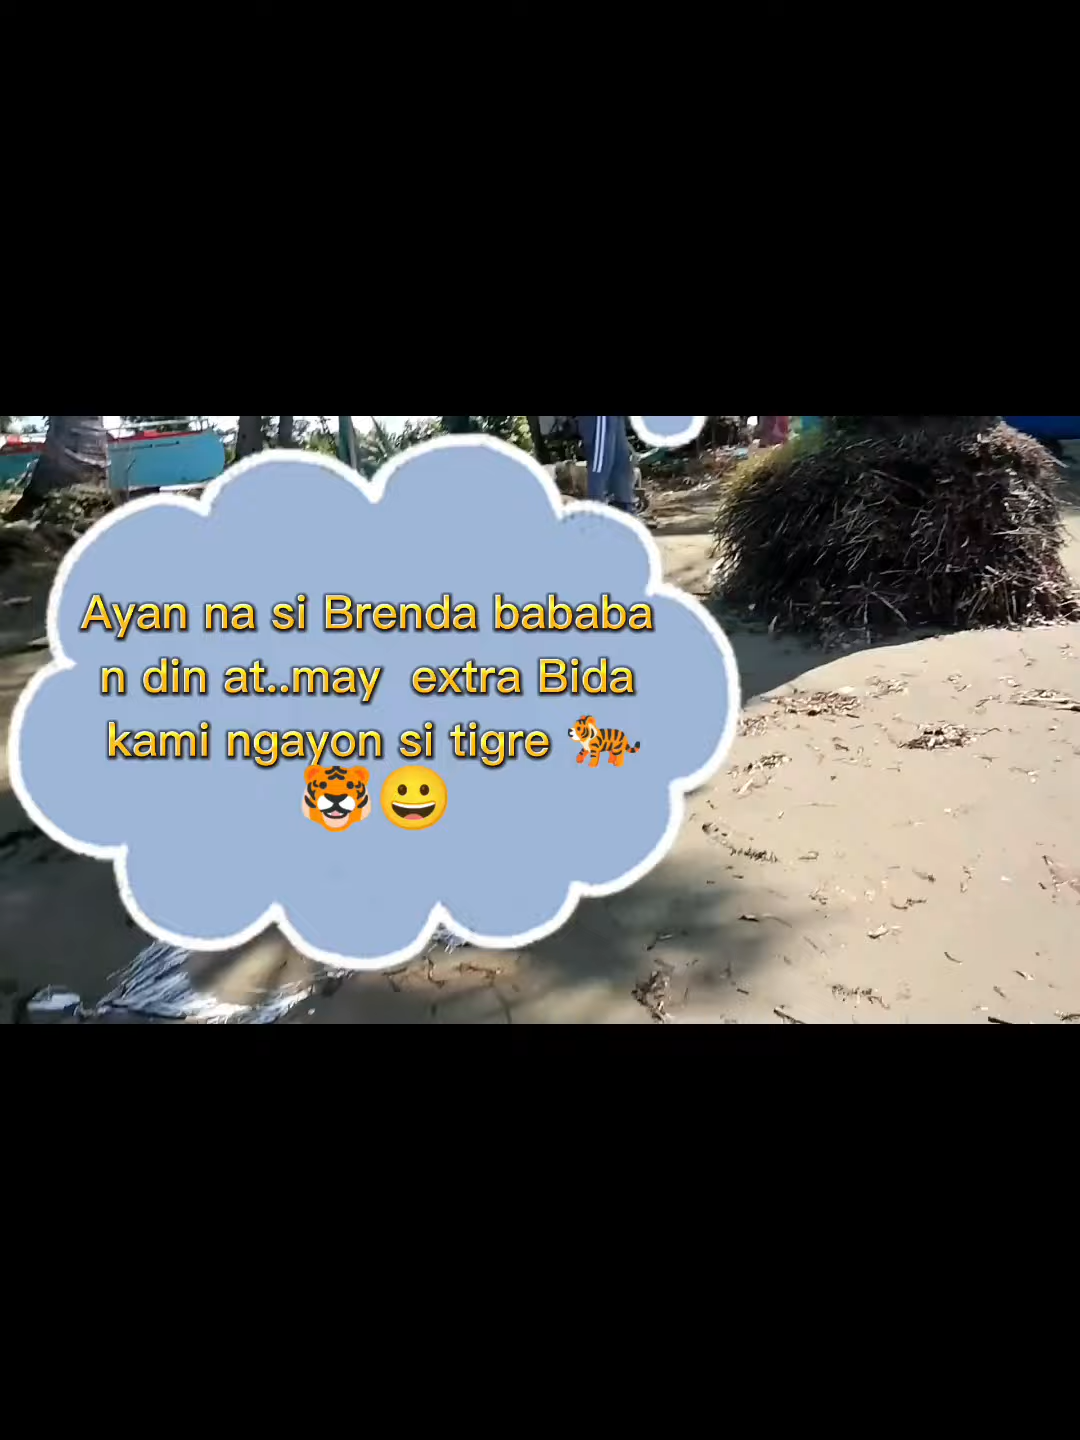 Ayan na si Brenda bababa
n din at..may  extra Bida
kami ngayon si tigre 🐅
🐯😀